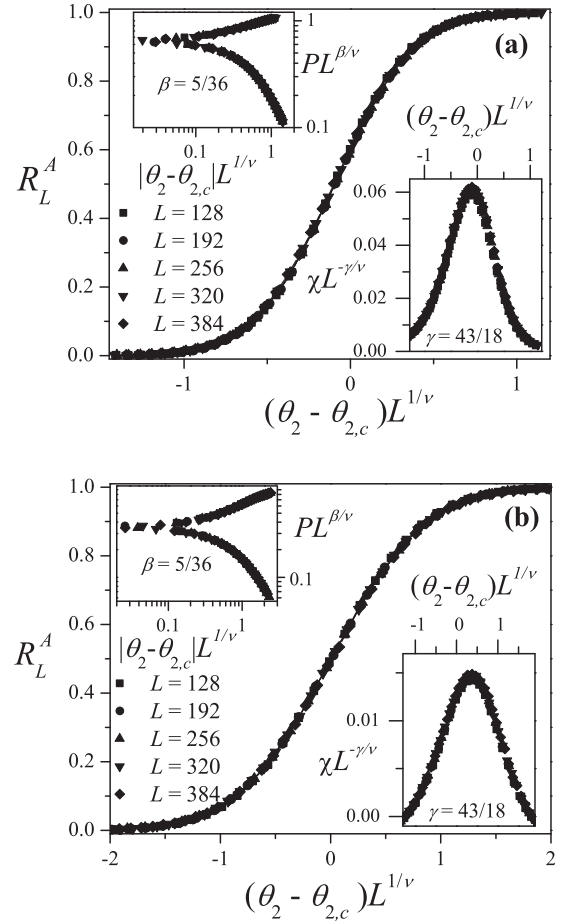 (a)
1
PL^{β/ν}
β = 5/36
0.1
0.1 1
|θ_2-θ_{2,c}|L^{1/ν}
L = 128
L = 192
L = 256
L = 320
L = 384
(θ_2-θ_{2,c})L^{1/ν}
-1 0 1
0.06
0.04
0.02
0.00
χL^{-γ/ν}
γ = 43/18
R_L^A
1.0
0.8
0.6
0.4
0.2
0.0
-1 0 1
(θ_2 - θ_{2,c})L^{1/ν}
(b)
PL^{β/ν}
β = 5/36
0.1
0.1 1
|θ_2-θ_{2,c}|L^{1/ν}
L = 128
L = 192
L = 256
L = 320
L = 384
(θ_2-θ_{2,c})L^{1/ν}
-1 0 1
0.01
0.00
χL^{-γ/ν}
γ = 43/18
R_L^A
1.0
0.8
0.6
0.4
0.2
0.0
-2 -1 0 1 2
(θ_2 - θ_{2,c})L^{1/ν}